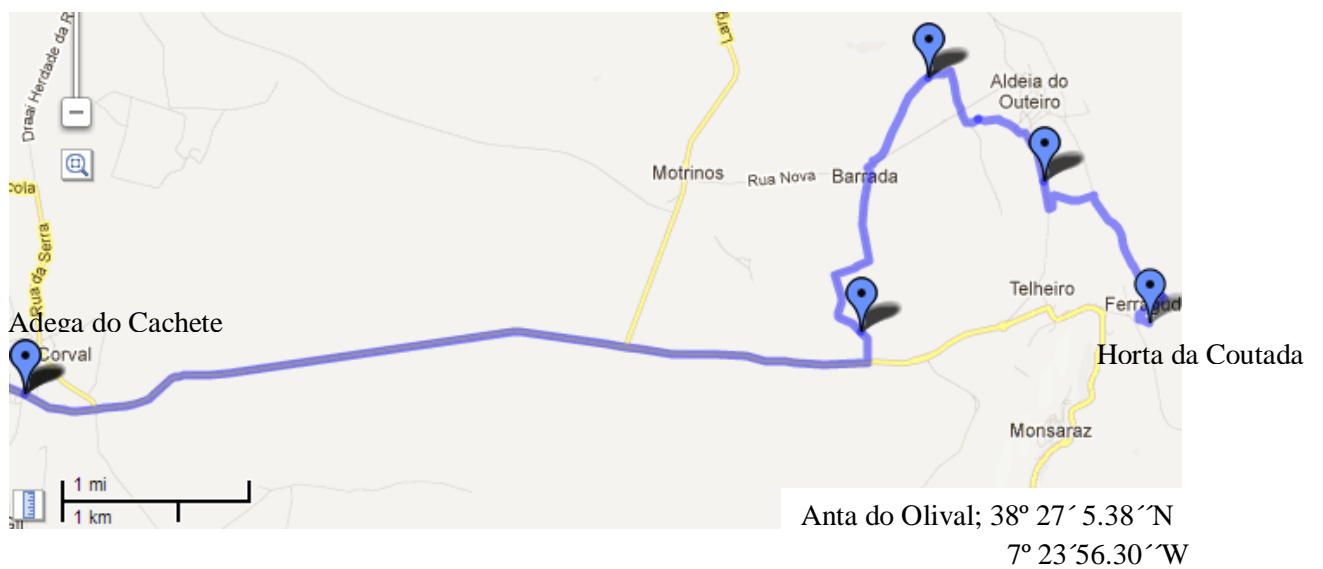 Draai Herdade da R
Larg
Aldeia do
Outeiro
Motrinos
Rua Nova
Barrada
Rua da Serra
Telheiro
Ferragud
Adega do Cachete
Corval
Horta da Coutada
Monsaraz
1 mi
1 km
Anta do Olival; 38º 27´ 5.38´´N
7º 23´56.30´´W